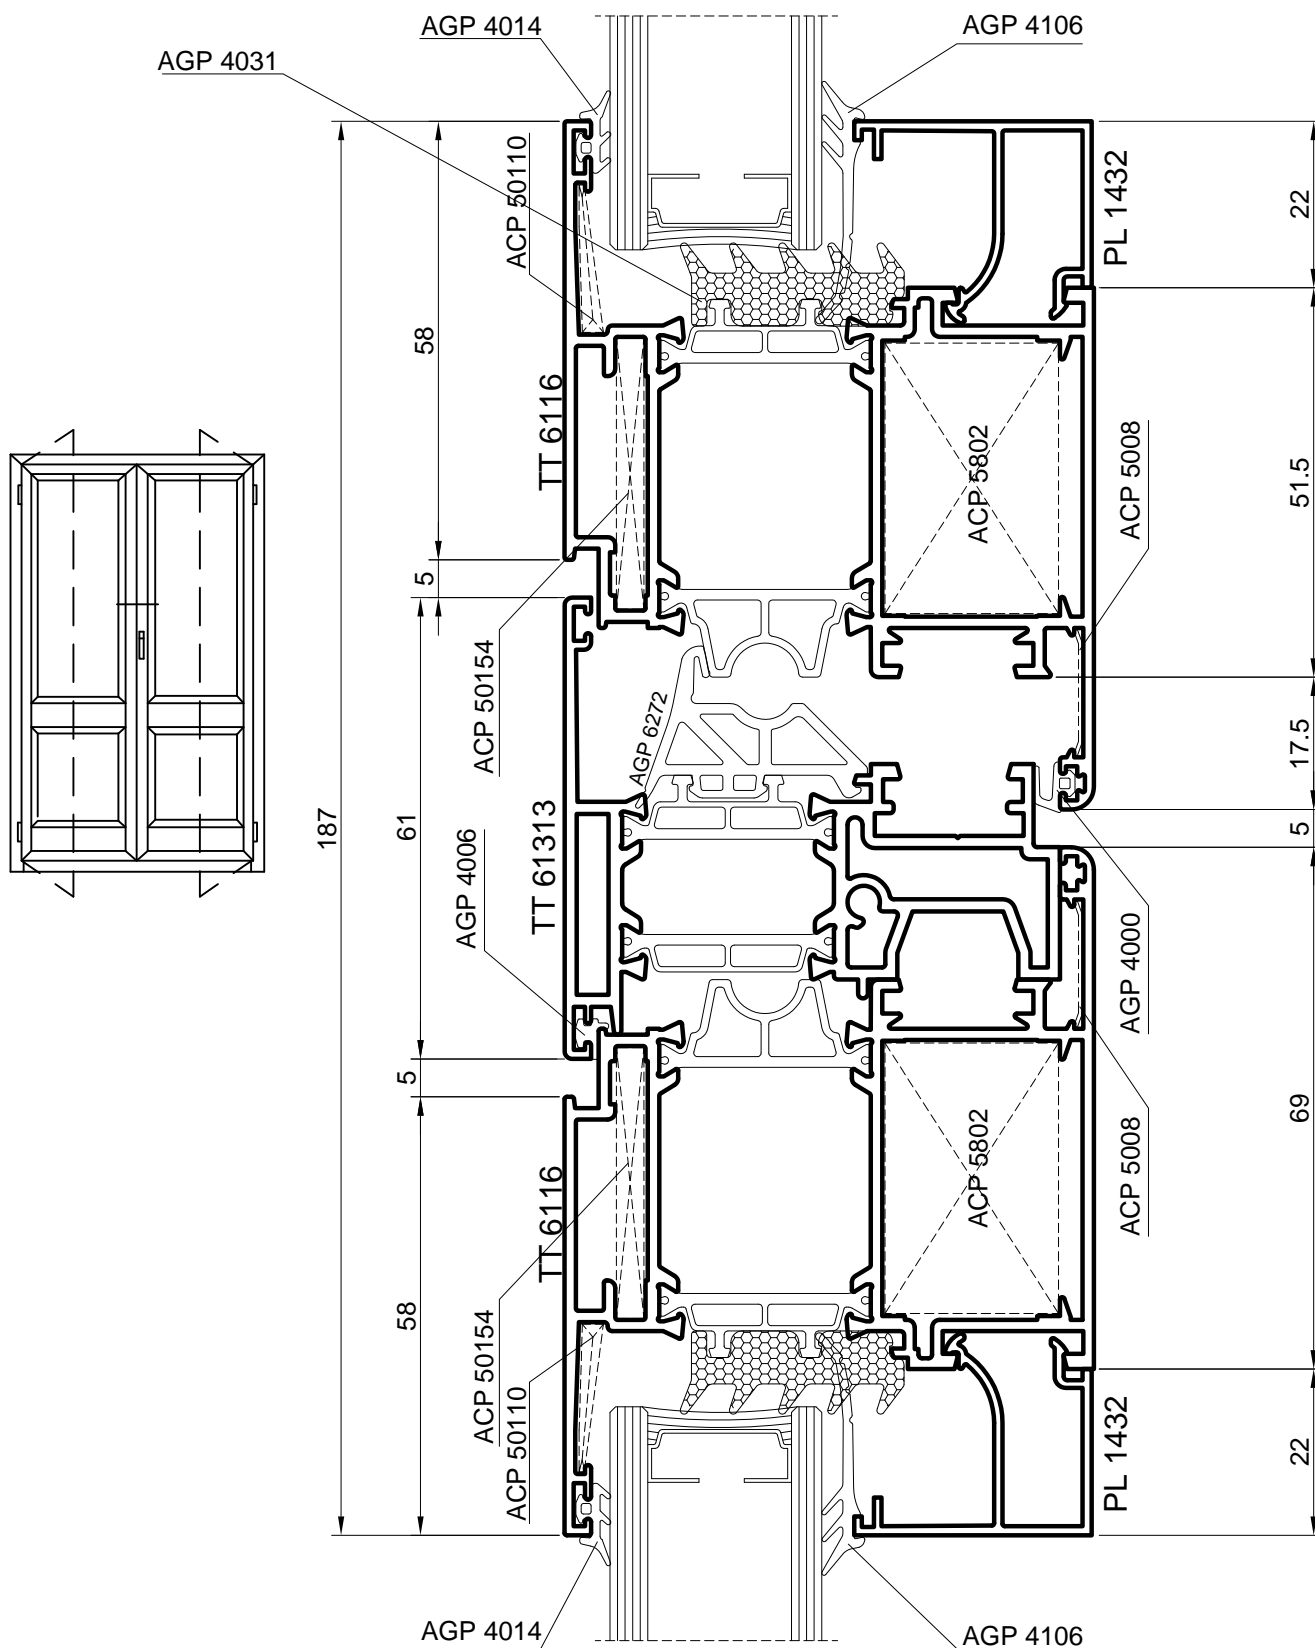 AGP 4014
AGP 4106
AGP 4031
ACP 50110
PL 1432
22
58
TT 6116
ACP 5802
ACP 5008
51.5
5
ACP 50154
AGP 6272
17.5
187
61
TT 61313
AGP 4006
5
AGP 4000
5
ACP 5802
ACP 5008
69
TT 6116
58
ACP 50154
ACP 50110
PL 1432
22
AGP 4014
AGP 4106